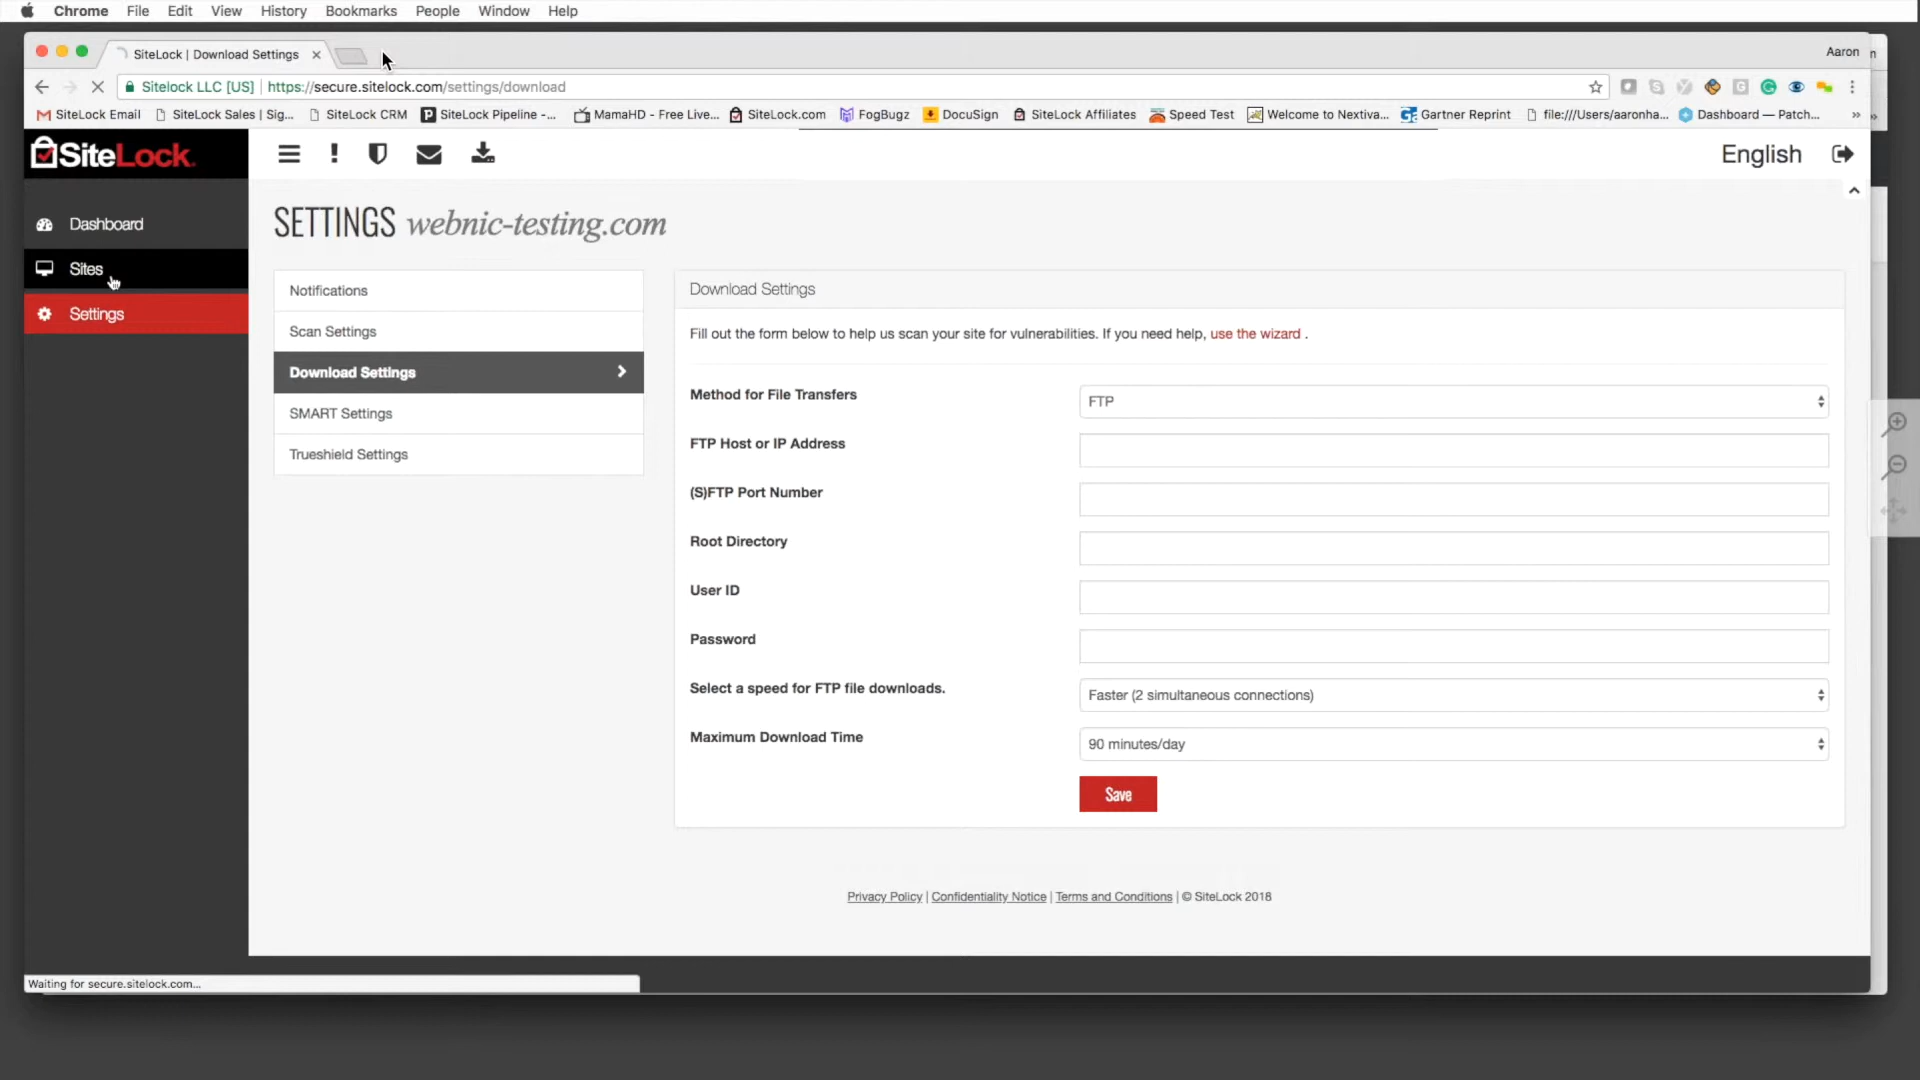 Chrome File Edit View History Bookmarks People Window Help
SiteLock | Download Settings
Aaron
Sitelock LLC [US] https://secure.sitelock.com/settings/download
SiteLock Email SiteLock Sales | Sig... SiteLock CRM SiteLock Pipeline -... MamaHD - Free Live... SiteLock.com FogBugz DocuSign SiteLock Affiliates Speed Test Welcome to Nextiva... Gartner Reprint file:///Users/aaronha... Dashboard — Patch... »
SiteLock
English
Dashboard
Sites
Settings
SETTINGS webnic-testing.com
Notifications
Scan Settings
Download Settings
SMART Settings
Trueshield Settings
Download Settings
Fill out the form below to help us scan your site for vulnerabilities. If you need help, use the wizard .
Method for File Transfers
FTP
FTP Host or IP Address
(S)FTP Port Number
Root Directory
User ID
Password
Select a speed for FTP file downloads.
Faster (2 simultaneous connections)
Maximum Download Time
90 minutes/day
Save
Privacy Policy | Confidentiality Notice | Terms and Conditions | © SiteLock 2018
Waiting for secure.sitelock.com...